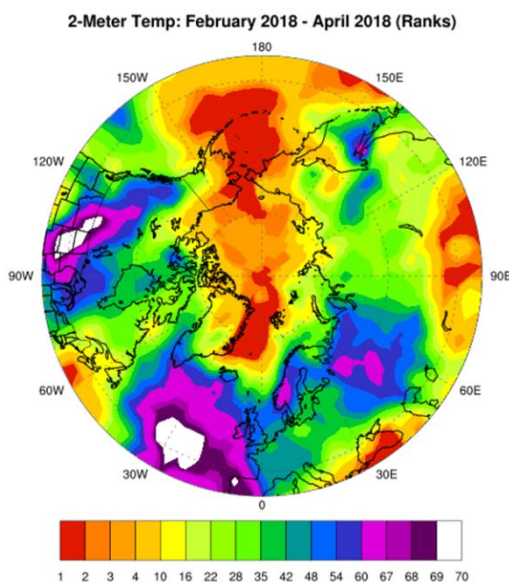 2-Meter Temp: February 2018 - April 2018 (Ranks)
180
150W
150E
120W
120E
90W
90E
60W
60E
30W
30E
0
1 2 3 4 10 16 22 28 35 42 48 54 60 67 68 69 70